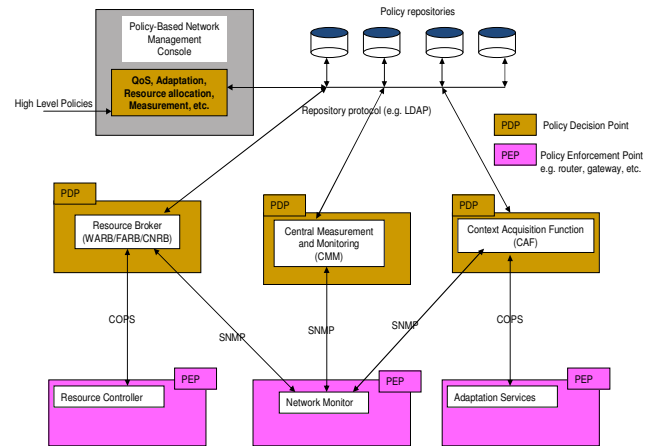 Policy repositories
Policy-Based Network
Management
Console
QoS, Adaptation,
Resource allocation,
Measurement, etc.
High Level Policies
Repository protocol (e.g. LDAP)
PDP
Policy Decision Point
PEP
Policy Enforcement Point
e.g. router, gateway, etc.
PDP
Resource Broker
(WARB/FARB/CNRB)
PDP
Central Measurement
and Monitoring
(CMM)
PDP
Context Acquisition Function
(CAF)
COPS
SNMP
SNMP
SNMP
COPS
PEP
Resource Controller
PEP
Network Monitor
PEP
Adaptation Services